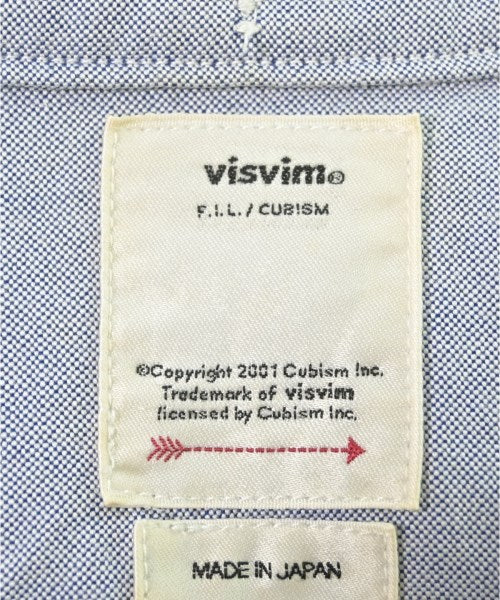 visvim®
F.I.L./ CUBISM
©Copyright 2001 Cubism Inc.
Trademark of visvim
licensed by Cubism Inc.
MADE IN JAPAN